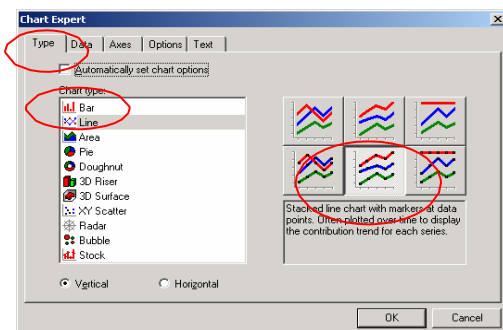 Chart Expert
Type Data Axes Options Text
Automatically set chart options
Chart type:
Bar
Line
Area
Pie
Doughnut
3D Riser
3D Surface
XY Scatter
Radar
Bubble
Stock
Stacked line chart with markers at data
points. Often plotted over time to display
the contribution trend for each series.
Vertical Horizontal
OK Cancel